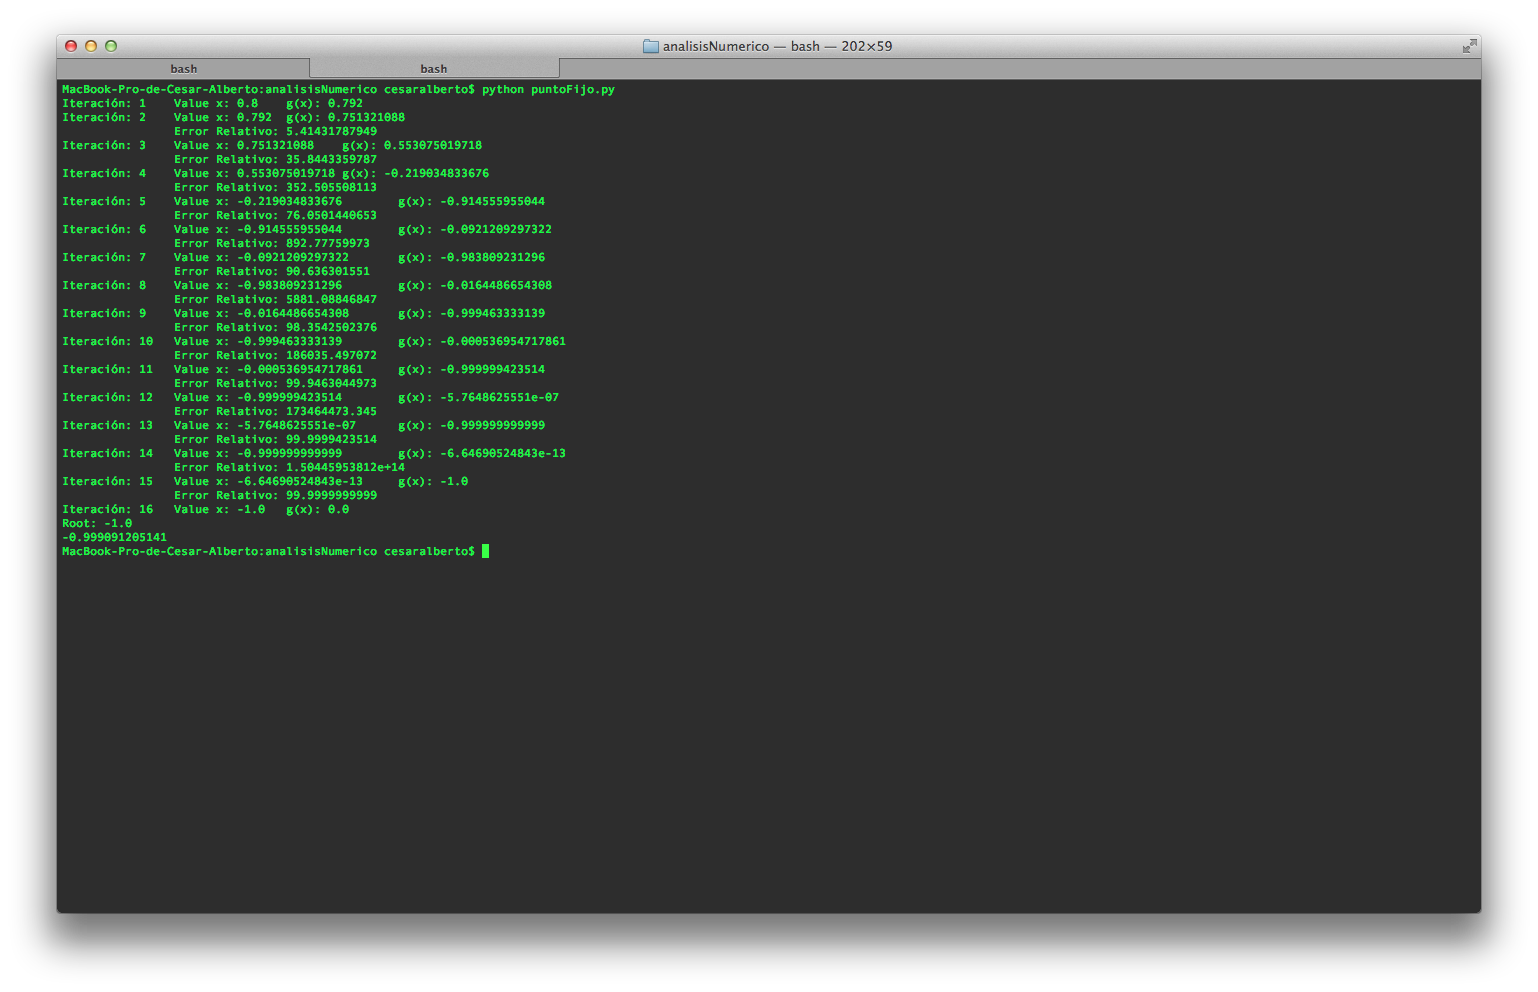 analisisNumerico — bash — 202×59
bash bash
MacBook-Pro-de-Cesar-Alberto:analisisNumerico cesaralberto$ python puntoFijo.py
Iteración: 1 Value x: 0.8 g(x): 0.792
Iteración: 2 Value x: 0.792 g(x): 0.751321088
Error Relativo: 5.41431787949
Iteración: 3 Value x: 0.751321088 g(x): 0.553075019718
Error Relativo: 35.8443359787
Iteración: 4 Value x: 0.553075019718 g(x): -0.219034833676
Error Relativo: 352.505508113
Iteración: 5 Value x: -0.219034833676 g(x): -0.914555955044
Error Relativo: 76.0501440653
Iteración: 6 Value x: -0.914555955044 g(x): -0.0921209297322
Error Relativo: 892.77759973
Iteración: 7 Value x: -0.0921209297322 g(x): -0.983809231296
Error Relativo: 90.636301551
Iteración: 8 Value x: -0.983809231296 g(x): -0.0164486654308
Error Relativo: 5881.08846847
Iteración: 9 Value x: -0.0164486654308 g(x): -0.999463333139
Error Relativo: 98.3542502376
Iteración: 10 Value x: -0.999463333139 g(x): -0.000536954717861
Error Relativo: 186035.497072
Iteración: 11 Value x: -0.000536954717861 g(x): -0.999999423514
Error Relativo: 99.9463044973
Iteración: 12 Value x: -0.999999423514 g(x): -5.7648625551e-07
Error Relativo: 173464473.345
Iteración: 13 Value x: -5.7648625551e-07 g(x): -0.999999999999
Error Relativo: 99.9999423514
Iteración: 14 Value x: -0.999999999999 g(x): -6.64690524843e-13
Error Relativo: 1.50445953812e+14
Iteración: 15 Value x: -6.64690524843e-13 g(x): -1.0
Error Relativo: 99.9999999999
Iteración: 16 Value x: -1.0 g(x): 0.0
Root: -1.0
-0.999091205141
MacBook-Pro-de-Cesar-Alberto:analisisNumerico cesaralberto$